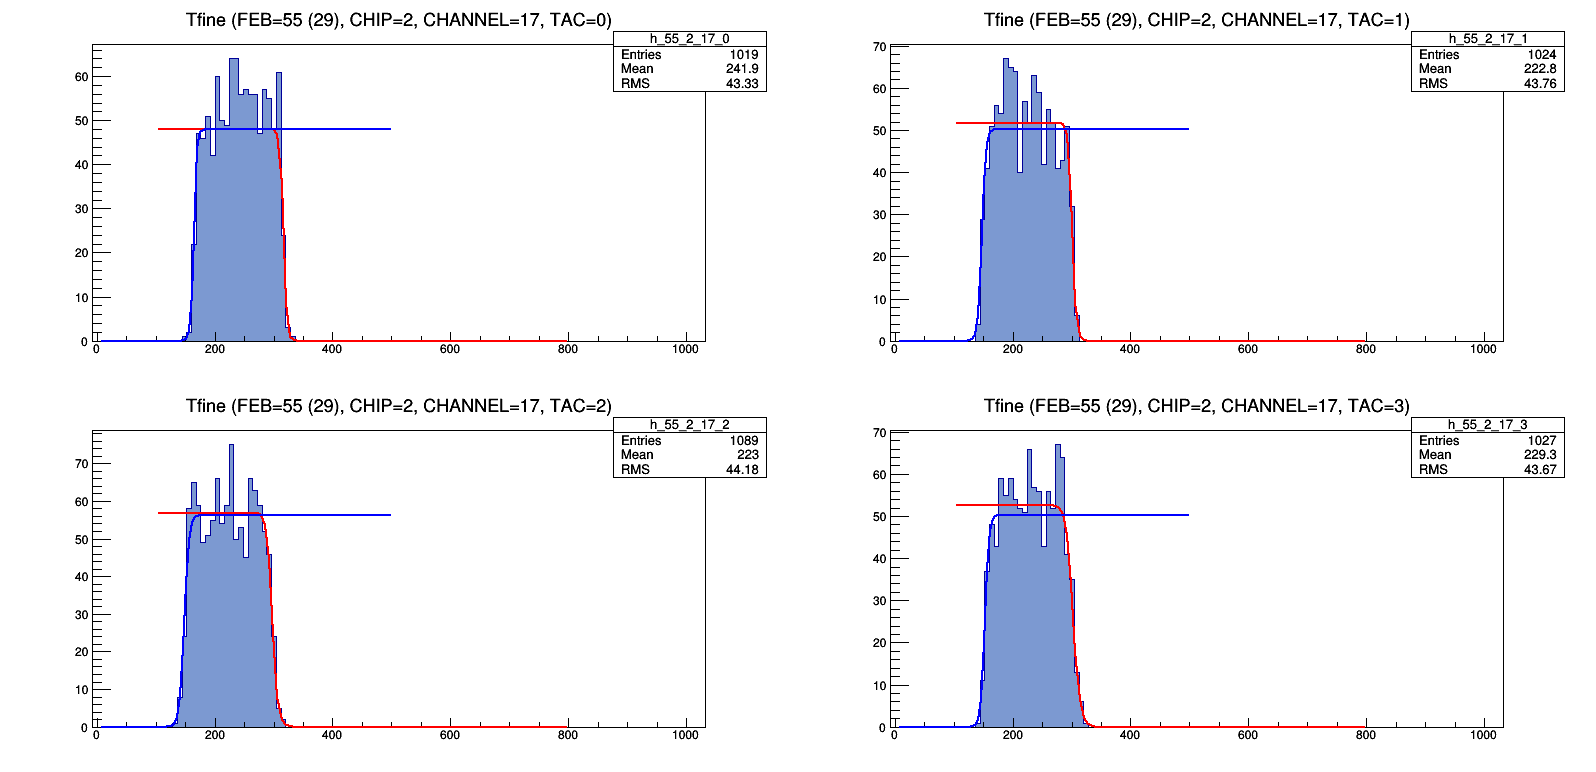 Tfine (FEB=55 (29), CHIP=2, CHANNEL=17, TAC=0)
h_55_2_17_0
Entries 1019
Mean 241.9
RMS 43.33
60
50
40
30
20
10
0
0 200 400 600 800 1000
Tfine (FEB=55 (29), CHIP=2, CHANNEL=17, TAC=1)
h_55_2_17_1
Entries 1024
Mean 222.8
RMS 43.76
70
60
50
40
30
20
10
0
0 200 400 600 800 1000
Tfine (FEB=55 (29), CHIP=2, CHANNEL=17, TAC=2)
h_55_2_17_2
Entries 1089
Mean 223
RMS 44.18
70
60
50
40
30
20
10
0
0 200 400 600 800 1000
Tfine (FEB=55 (29), CHIP=2, CHANNEL=17, TAC=3)
h_55_2_17_3
Entries 1027
Mean 229.3
RMS 43.67
70
60
50
40
30
20
10
0
0 200 400 600 800 1000